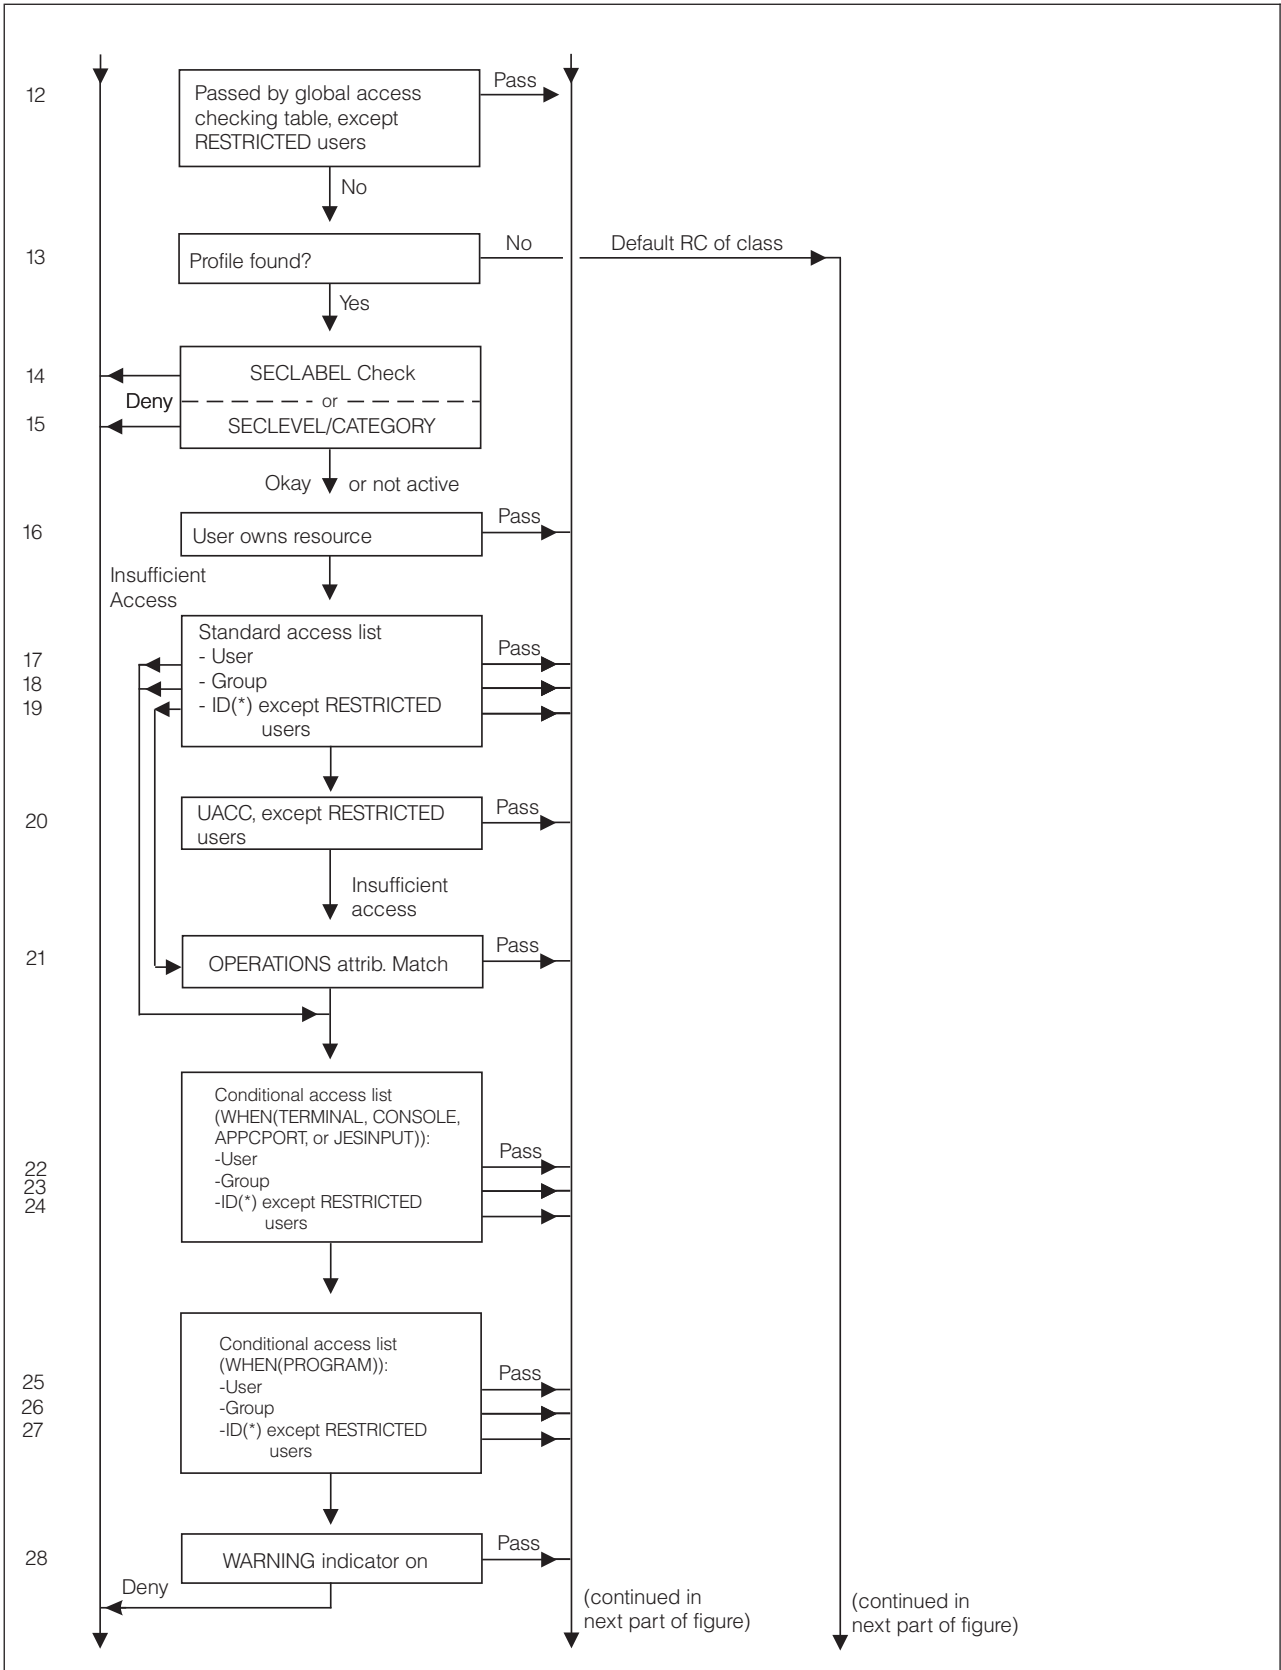 12
Passed by global access
checking table, except
RESTRICTED users
Pass
No
13
Profile found?
No
Default RC of class
Yes
14
SECLABEL Check
Deny
or
15
SECLEVEL/CATEGORY
Okay
or not active
16
User owns resource
Pass
Insufficient
Access
Standard access list
17
- User
Pass
18
- Group
19
- ID(*) except RESTRICTED
users
20
UACC, except RESTRICTED
users
Pass
Insufficient
access
21
OPERATIONS attrib. Match
Pass
Conditional access list
(WHEN(TERMINAL, CONSOLE,
APPCPORT, or JESINPUT)):
22
-User
Pass
23
-Group
24
-ID(*) except RESTRICTED
users
Conditional access list
(WHEN(PROGRAM)):
25
-User
Pass
26
-Group
27
-ID(*) except RESTRICTED
users
28
WARNING indicator on
Pass
Deny
(continued in
next part of figure)
(continued in
next part of figure)